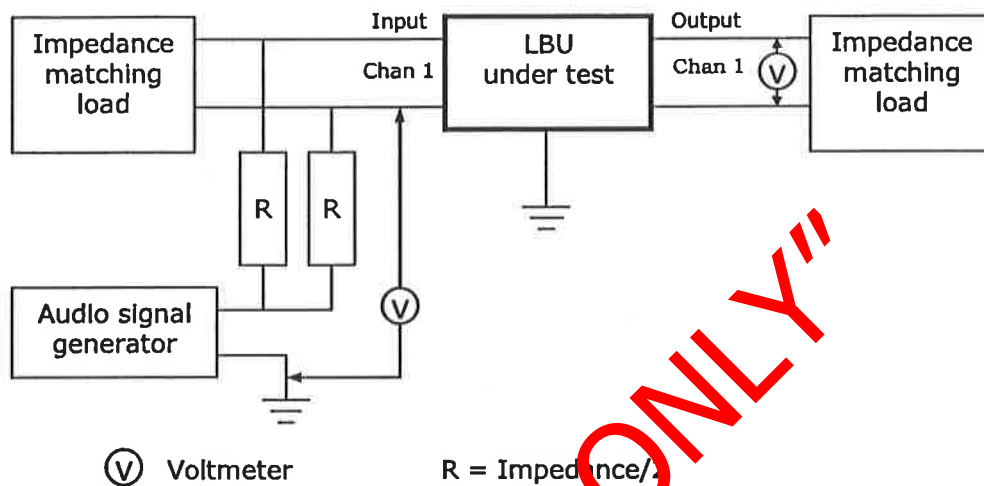 Impedance
matching
load
Input
Chan 1
LBU
under test
Output
Chan 1
V
Impedance
matching
load
R
R
V
Audio signal
generator
V Voltmeter
R = Impedance/2
ONLY”